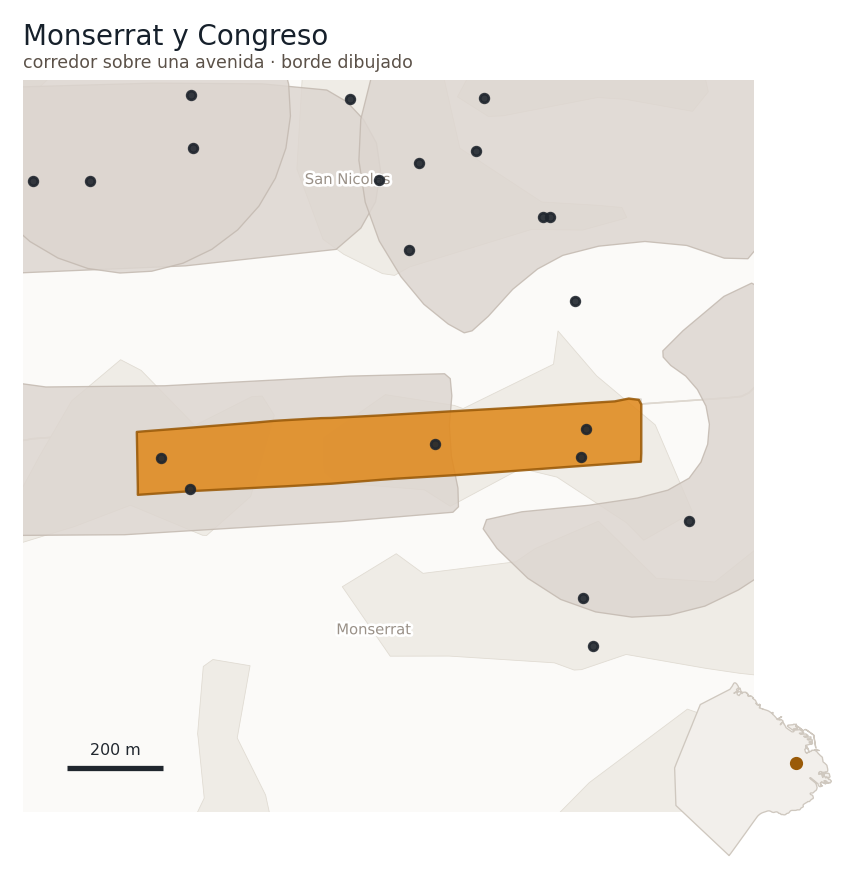 Monserrat y Congreso
corredor sobre una avenida · borde dibujado
San Nicolás
Monserrat
200 m